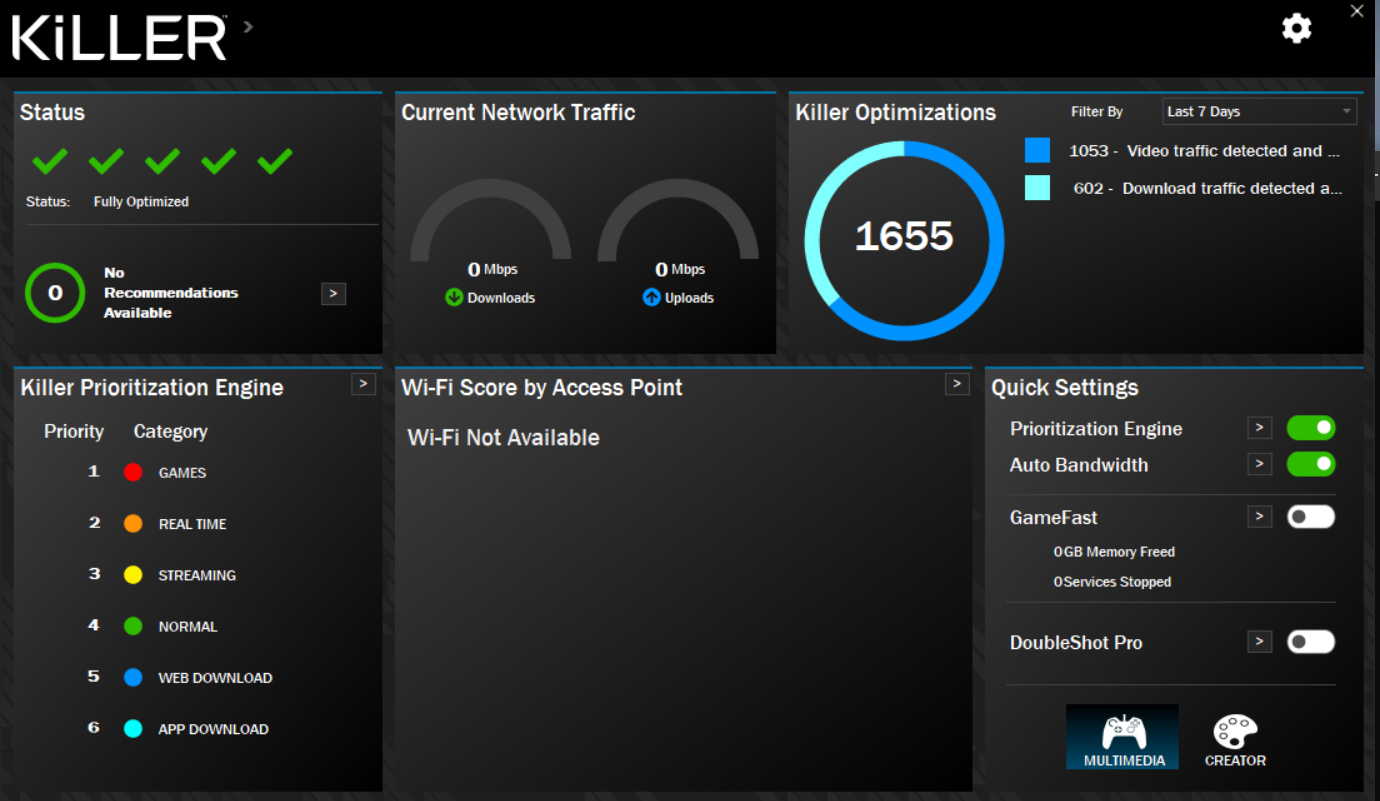 KiLLER
Status
Status: Fully Optimized
0
No
Recommendations
Available
>
Current Network Traffic
0 Mbps
Downloads
0 Mbps
Uploads
Killer Optimizations
Filter By Last 7 Days
1655
1053 - Video traffic detected and ...
602 - Download traffic detected a...
Killer Prioritization Engine >
Priority Category
1 GAMES
2 REAL TIME
3 STREAMING
4 NORMAL
5 WEB DOWNLOAD
6 APP DOWNLOAD
Wi-Fi Score by Access Point >
Wi-Fi Not Available
Quick Settings
Prioritization Engine >
Auto Bandwidth >
GameFast >
0GB Memory Freed
0Services Stopped
DoubleShot Pro >
MULTIMEDIA
CREATOR